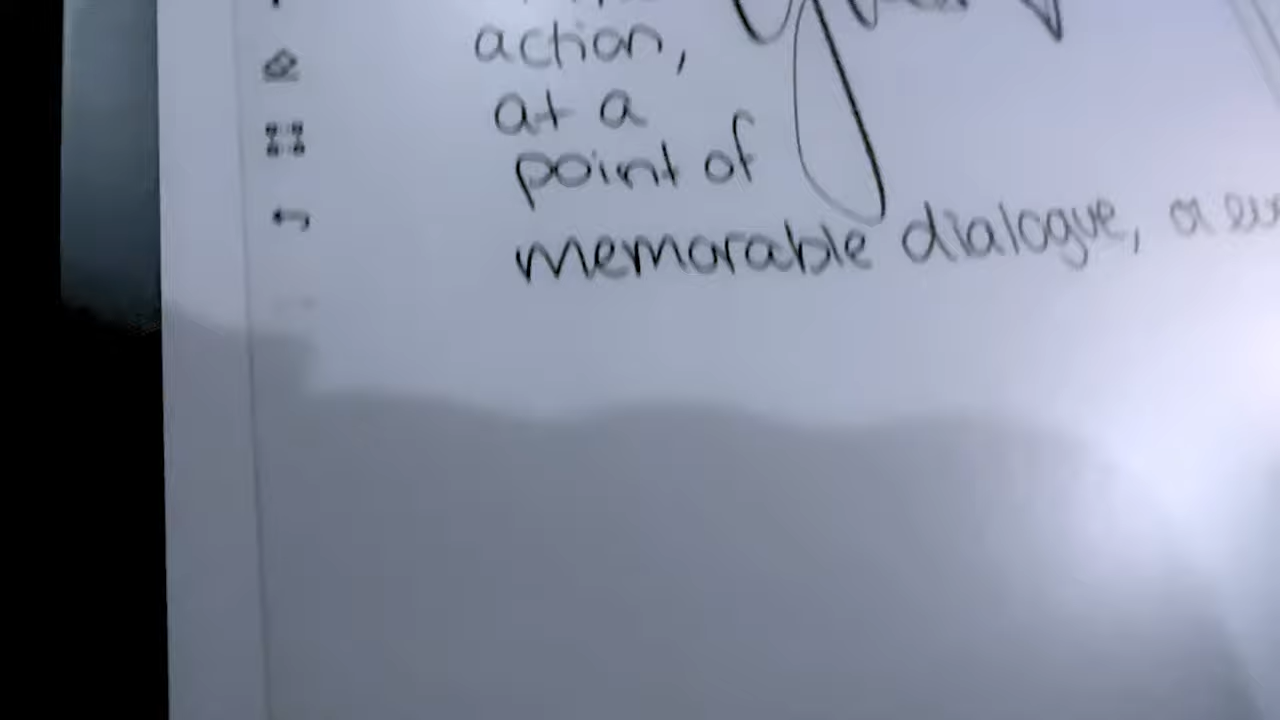 action,
at a
point of
memorable dialogue, a